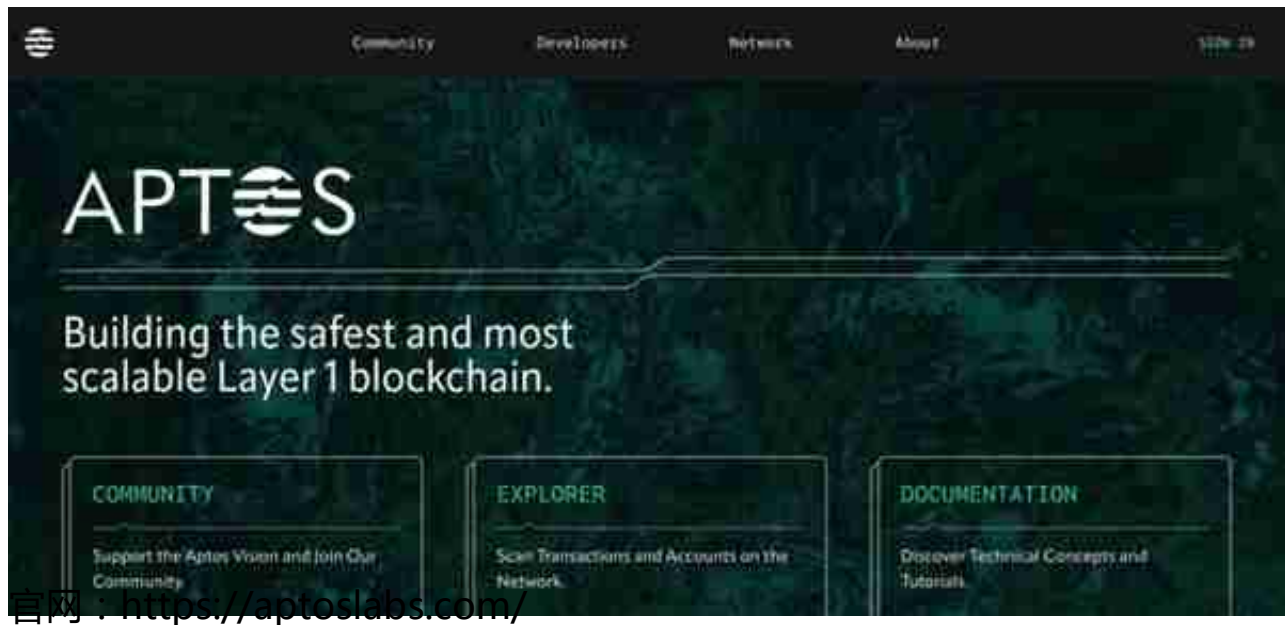 Community Developers Network About SIGN IN
APTOS
Building the safest and most
scalable Layer 1 blockchain.
COMMUNITY
Support the Aptos Vision and Join Our
Community.
EXPLORER
Scan Transactions and Accounts on the
Network.
DOCUMENTATION
Discover Technical Concepts and
Tutorials.
官网：https://aptoslabs.com/